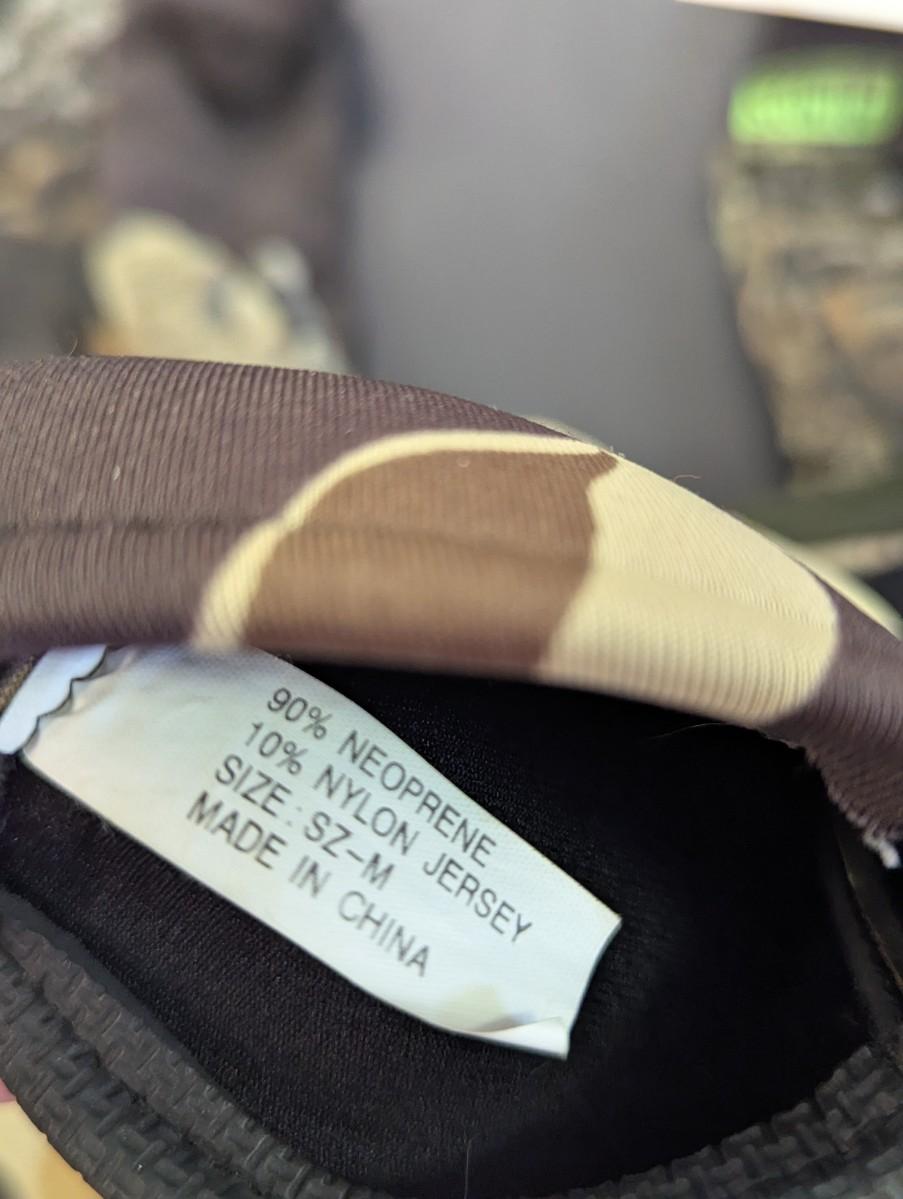 90% NEOPRENE
10% NYLON JERSEY
SIZE: SZ-M
MADE IN CHINA